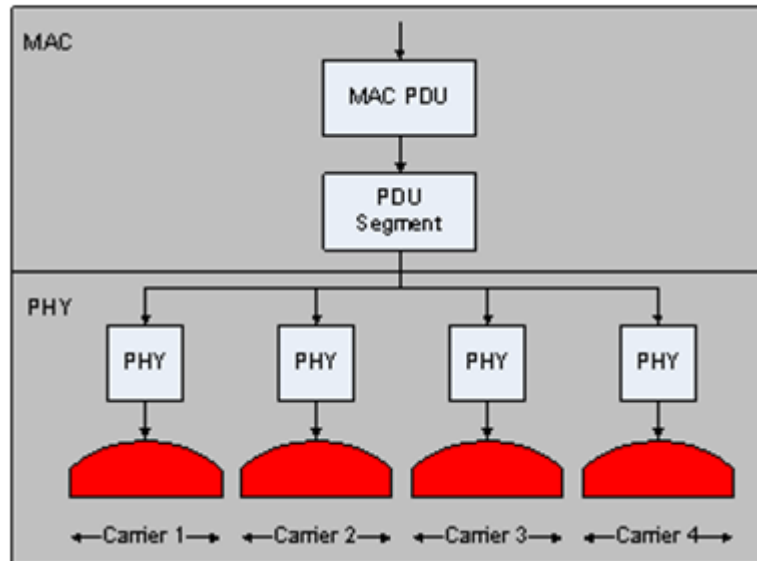 MAC
MAC PDU
PDU
Segment
PHY
PHY
PHY
PHY
PHY
Carrier 1
Carrier 2
Carrier 3
Carrier 4